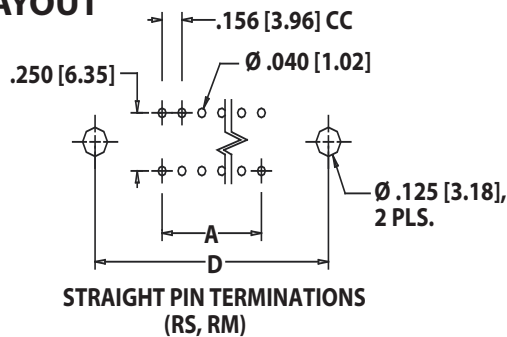 AYOUT
.156 [3.96] CC
Ø .040 [1.02]
.250 [6.35]
Ø .125 [3.18],
2 PLS.
A
D
STRAIGHT PIN TERMINATIONS
(RS, RM)